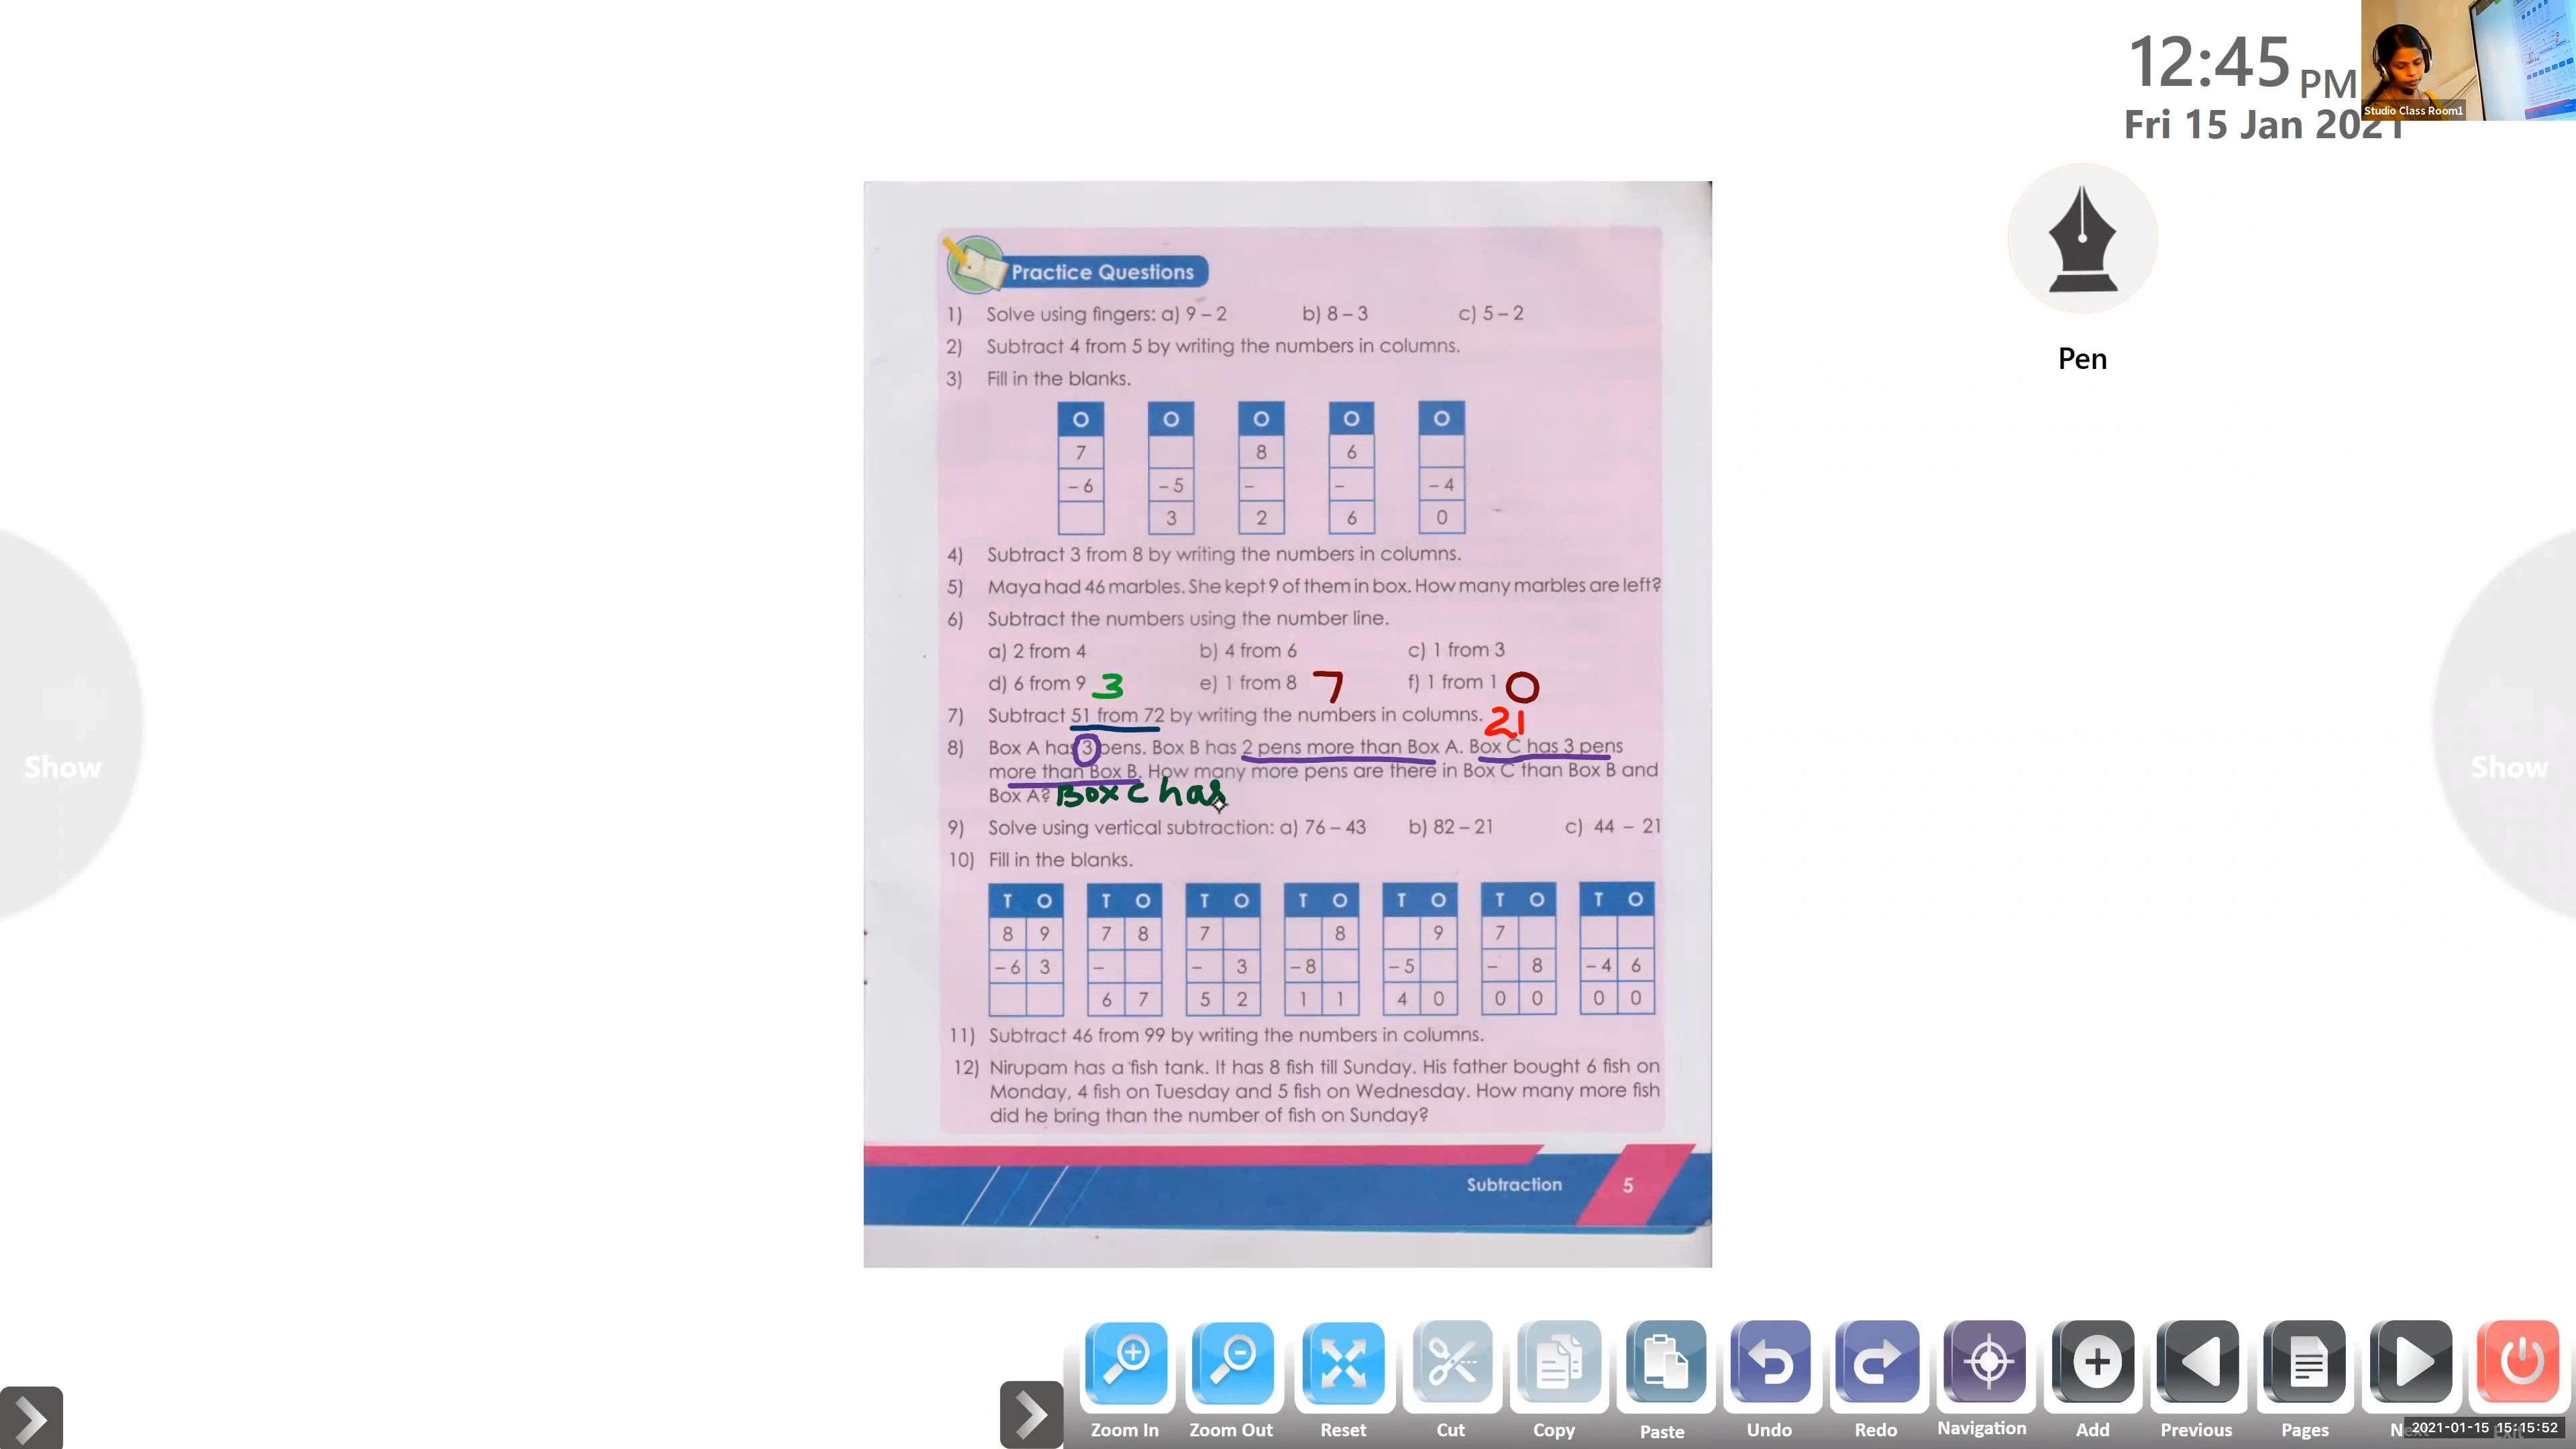 12:45 PM
Fri 15 Jan 2021
Studio Class Room1
Pen
Show
Show
Practice Questions
1) Solve using fingers: a) 9 – 2 b) 8 – 3 c) 5 – 2
2) Subtract 4 from 5 by writing the numbers in columns.
3) Fill in the blanks.
O O O O O
7 8 6
– 6 – 5 – – – 4
3 2 6 0
4) Subtract 3 from 8 by writing the numbers in columns.
5) Maya had 46 marbles. She kept 9 of them in box. How many marbles are left?
6) Subtract the numbers using the number line.
a) 2 from 4 b) 4 from 6 c) 1 from 3
d) 6 from 9 3 e) 1 from 8 7 f) 1 from 1 0
7) Subtract 51 from 72 by writing the numbers in columns. 21
8) Box A has 3 pens. Box B has 2 pens more than Box A. Box C has 3 pens
more than Box B. How many more pens are there in Box C than Box B and
Box A? Box C has
9) Solve using vertical subtraction: a) 76 – 43 b) 82 – 21 c) 44 – 21
10) Fill in the blanks.
T O T O T O T O T O T O T O
8 9 7 8 7 8 9 7
– 6 3 – – 3 – 8 – 5 – 8 – 4 6
6 7 5 2 1 1 4 0 0 0 0 0
11) Subtract 46 from 99 by writing the numbers in columns.
12) Nirupam has a fish tank. It has 8 fish till Sunday. His father bought 6 fish on
Monday, 4 fish on Tuesday and 5 fish on Wednesday. How many more fish
did he bring than the number of fish on Sunday?
Subtraction 5
Zoom In Zoom Out Reset Cut Copy Paste Undo Redo Navigation Add Previous Pages
2021-01-15 15:15:52